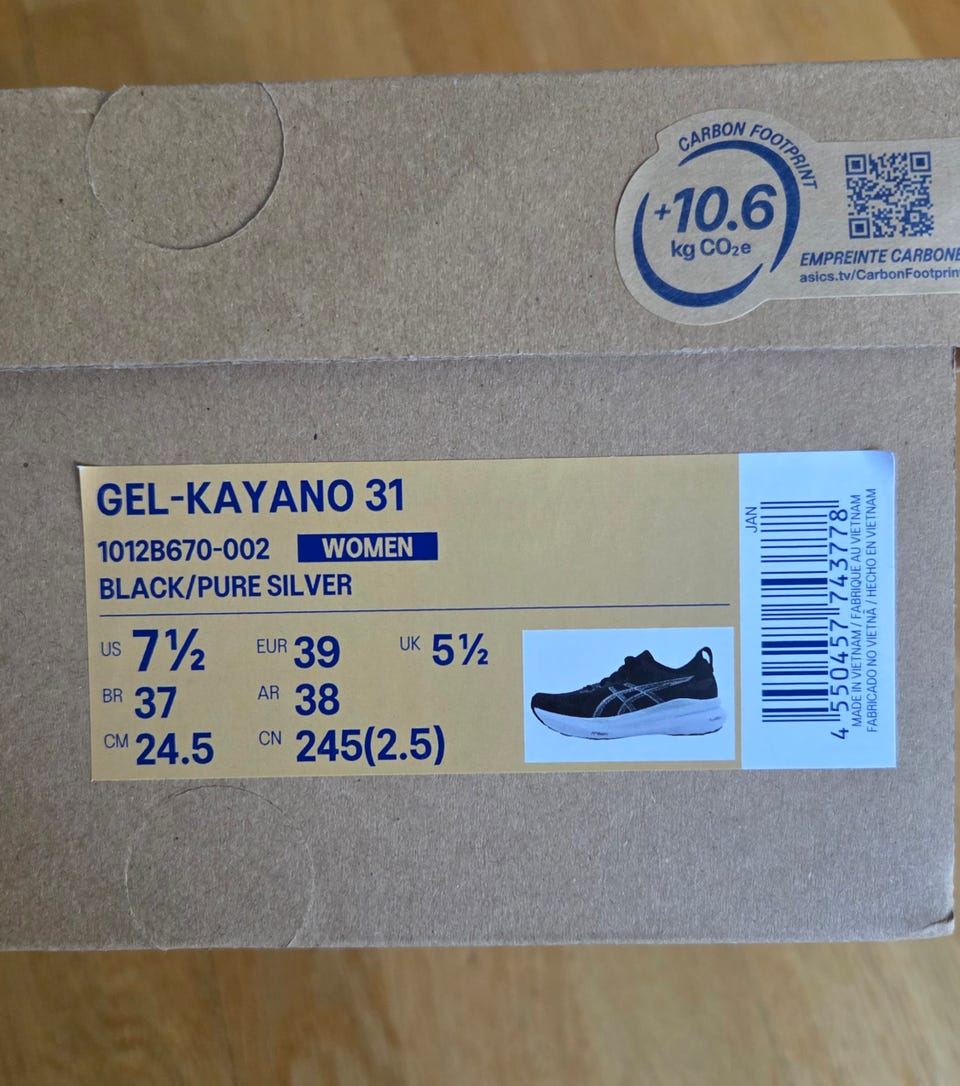 CARBON FOOTPRINT
+10.6
kg CO₂e
EMPREINTE CARBONE
asics.tv/CarbonFootprint
GEL-KAYANO 31
1012B670-002 WOMEN
BLACK/PURE SILVER
US 7½ EUR 39 UK 5½
BR 37 AR 38
CM 24.5 CN 245(2.5)
JAN
4 550457 743778
MADE IN VIETNAM / FABRIQUE AU VIETNAM
FABRICADO NO VIETNÃ / HECHO EN VIETNAM